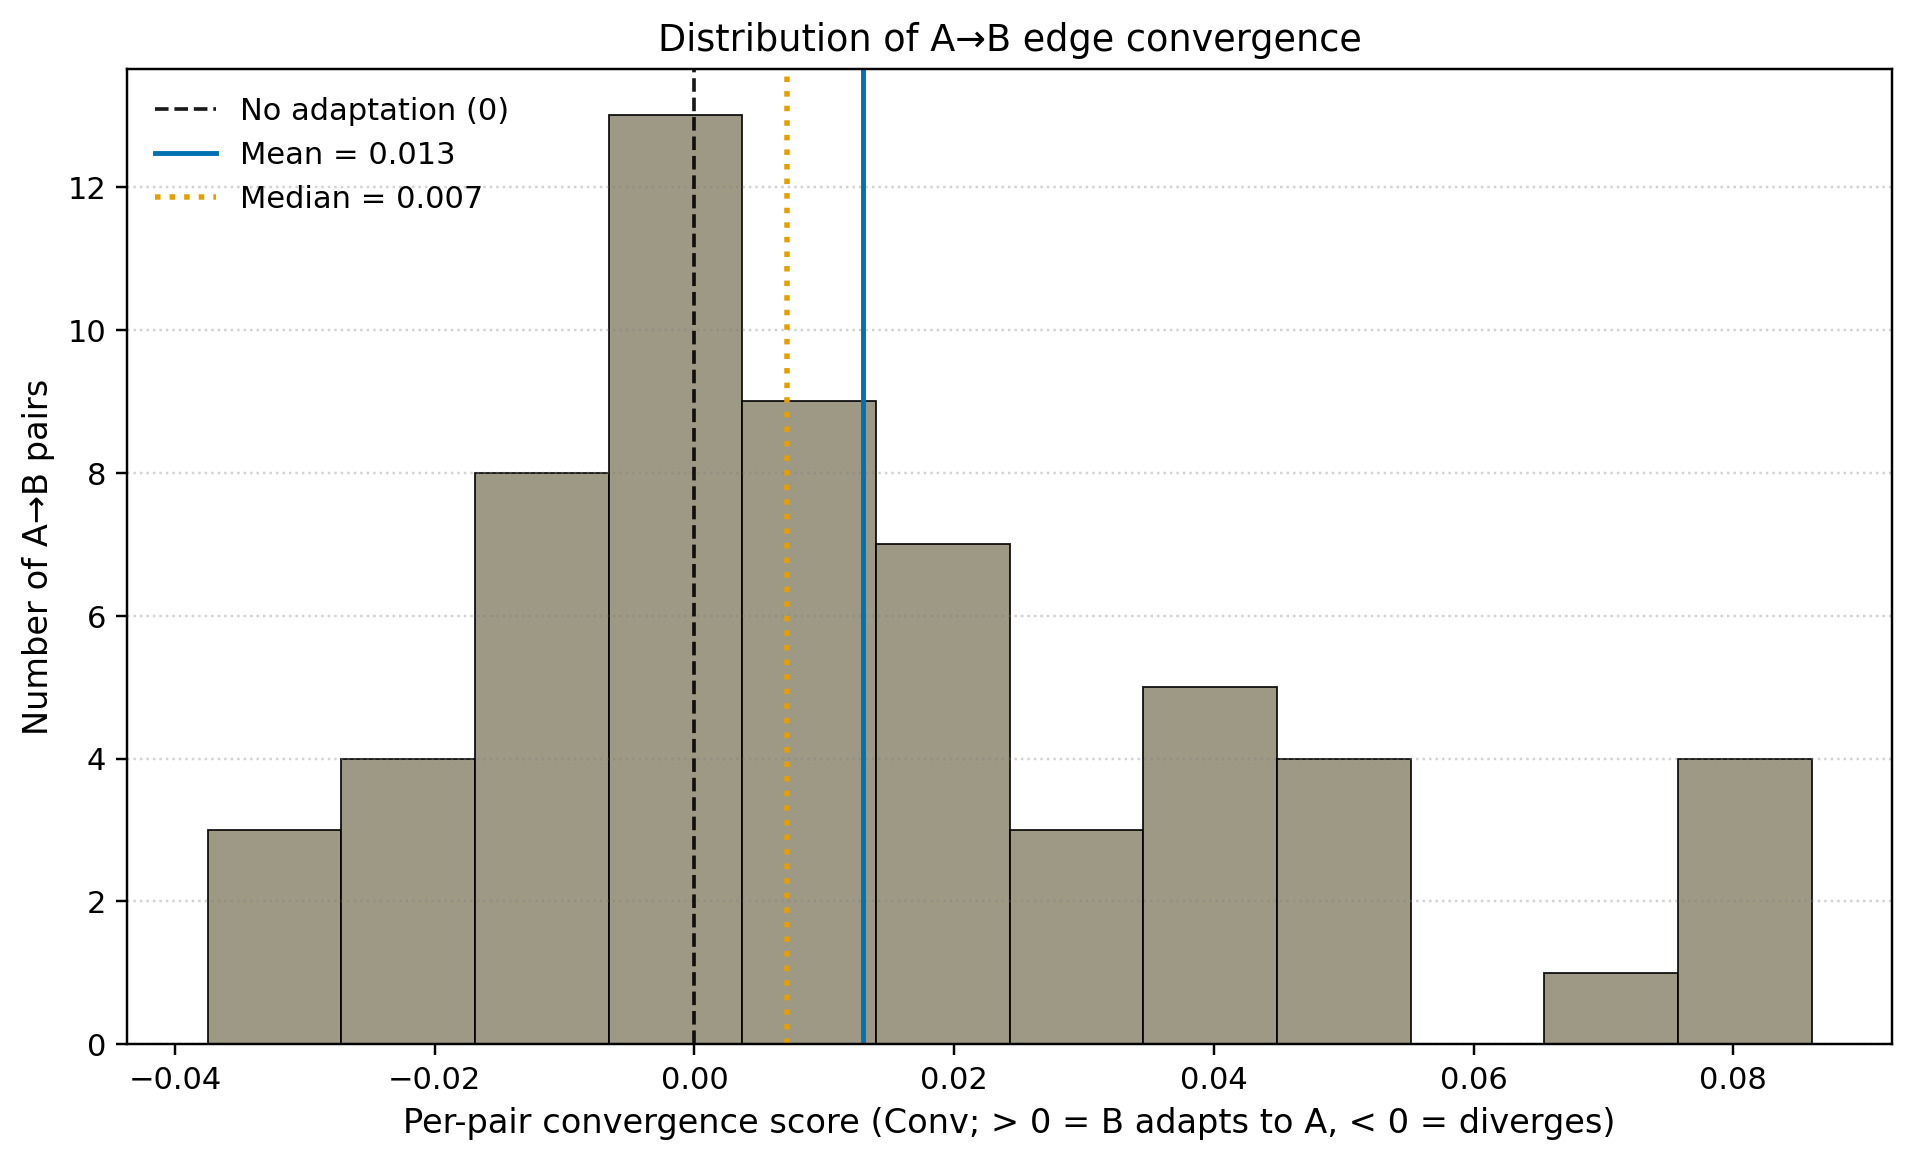 Distribution of A→B edge convergence
No adaptation (0)
Mean = 0.013
Median = 0.007
Number of A→B pairs
12
10
8
6
4
2
0
−0.04
−0.02
0.00
0.02
0.04
0.06
0.08
Per-pair convergence score (Conv; > 0 = B adapts to A, < 0 = diverges)